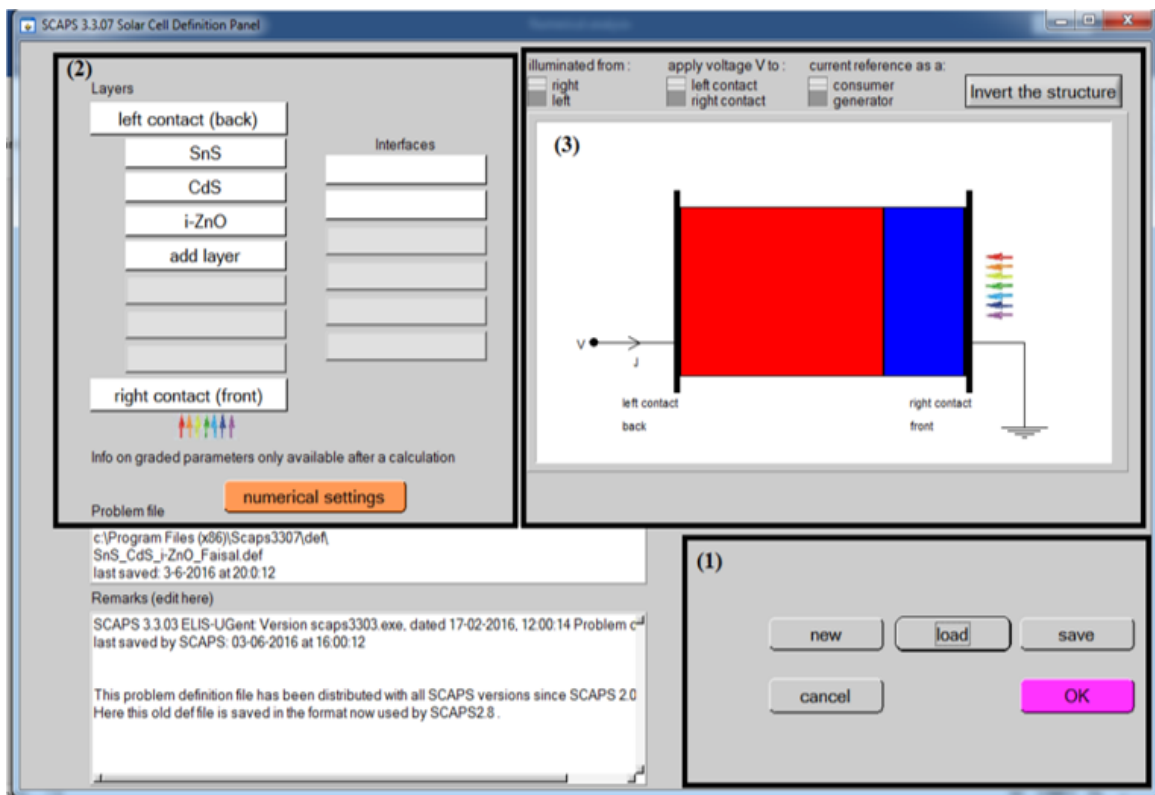 SCAPS 3.3.07 Solar Cell Definition Panel
(2)
Layers
left contact (back)
SnS
CdS
i-ZnO
add layer
right contact (front)
Interfaces
Info on graded parameters only available after a calculation
numerical settings
illuminated from :
right
left
apply voltage V to :
left contact
right contact
current reference as a:
consumer
generator
Invert the structure
(3)
V
J
left contact
back
right contact
front
Problem file
c:\Program Files (x86)\Scaps3307\def\
SnS_CdS_i-ZnO_Faisal.def
last saved: 3-6-2016 at 20:0:12
Remarks (edit here)
SCAPS 3.3.03 ELIS-UGent: Version scaps3303.exe, dated 17-02-2016, 12:00:14 Problem c
last saved by SCAPS: 03-06-2016 at 16:00:12
This problem definition file has been distributed with all SCAPS versions since SCAPS 2.0
Here this old def file is saved in the format now used by SCAPS2.8 .
(1)
new
load
save
cancel
OK